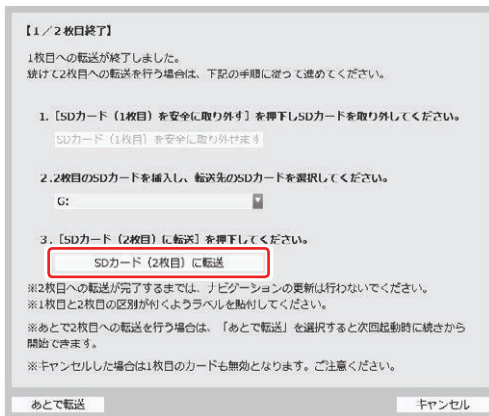 【1/2枚目終了】
1枚目への転送が終了しました。
続けて2枚目への転送を行う場合は、下記の手順に従って進めてください。
1. [SDカード(1枚目)を安全に取り外す]を押下しSDカードを取り外してください。
SDカード(1枚目)を安全に取り外せます
2.2枚目のSDカードを挿入し、転送先のSDカードを選択してください。
G:
3. [SDカード(2枚目)に転送]を押下してください。
SDカード(2枚目)に転送
※2枚目への転送が完了するまでは、ナビゲーションの更新は行わないでください。
※1枚目と2枚目の区別が付くようラベルを貼付してください。
※あとで2枚目への転送を行う場合は、「あとで転送」を選択すると次回起動時に続きから
開始できます。
※キャンセルした場合は1枚目のカードも無効となります。ご注意ください。
あとで転送
キャンセル